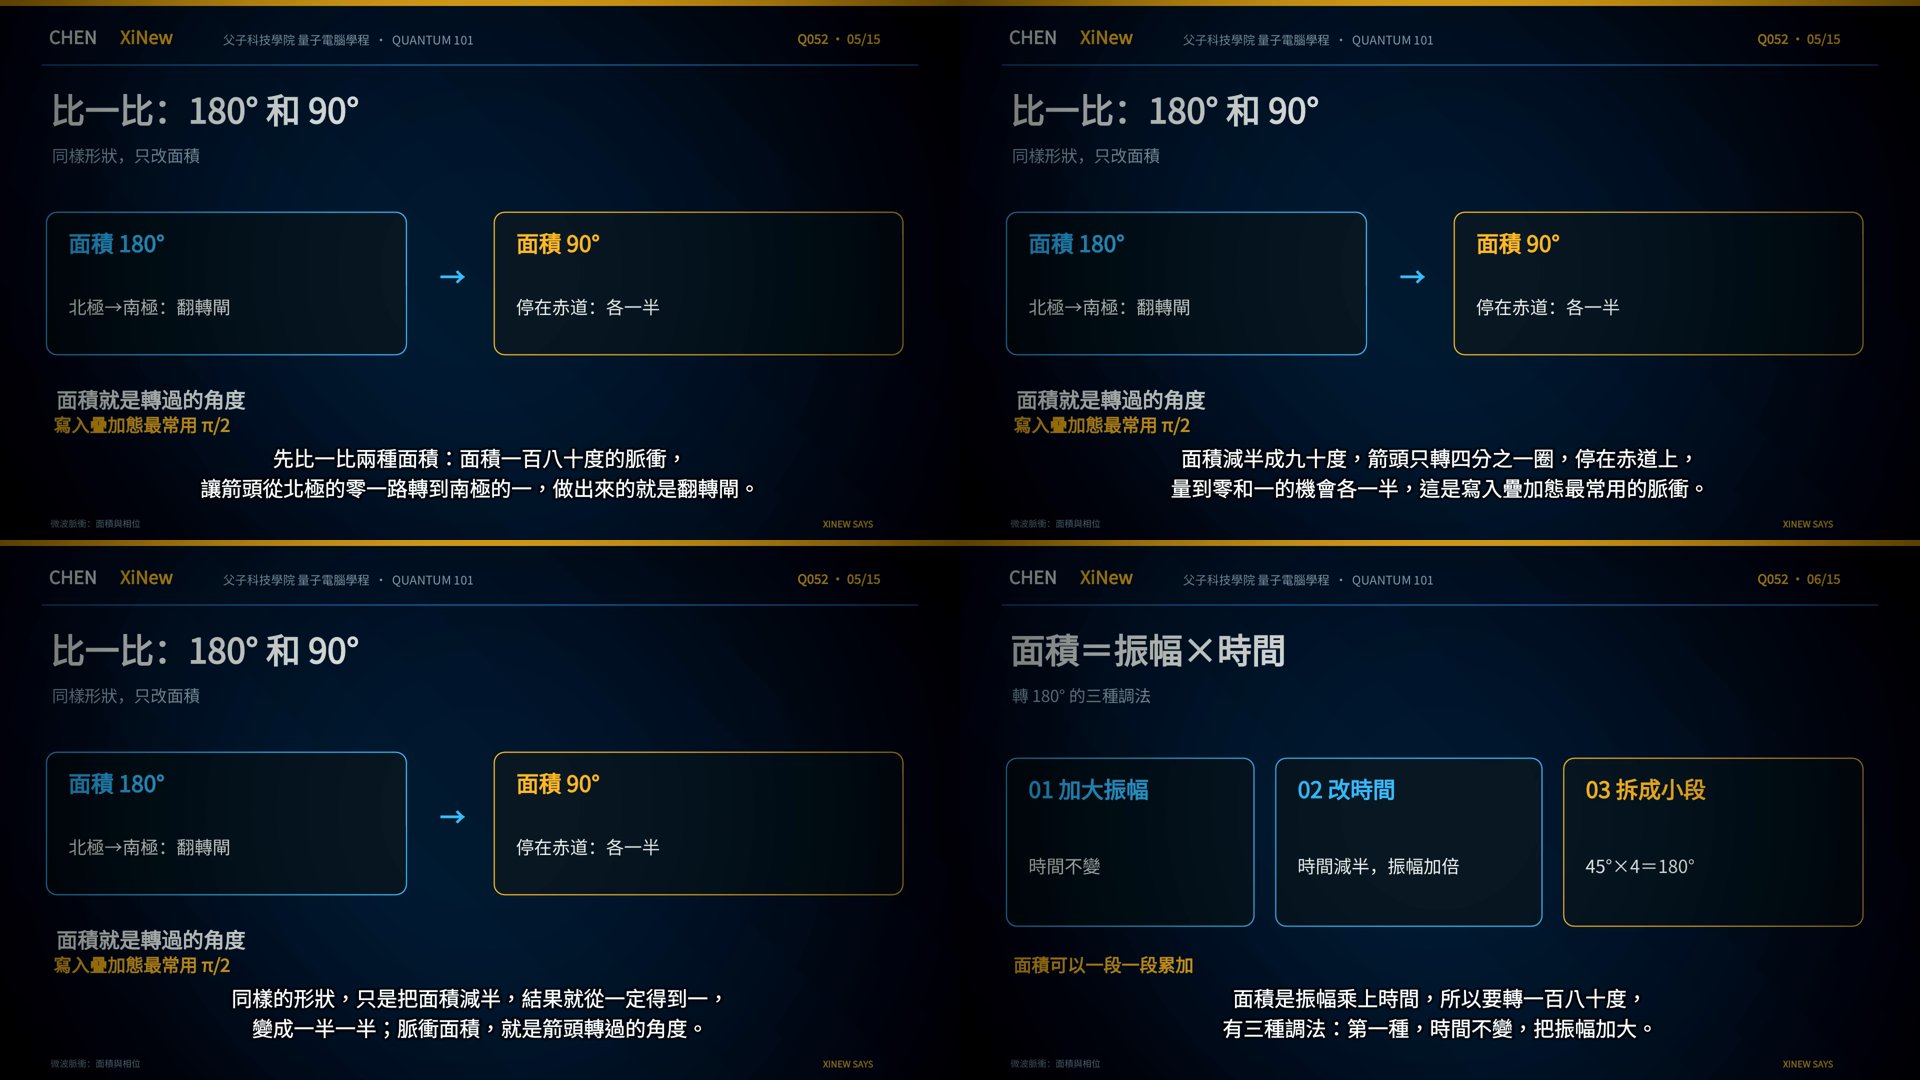 CHEN XiNew 父子科技學院 量子電腦學程 · QUANTUM 101 Q052 · 05/15
比一比：180° 和 90°
同樣形狀，只改面積
面積 180°
北極→南極：翻轉閘
→
面積 90°
停在赤道：各一半
面積就是轉過的角度
寫入疊加態最常用 π/2
先比一比兩種面積：面積一百八十度的脈衝，
讓箭頭從北極的零一路轉到南極的一，做出來的就是翻轉閘。
微波脈衝：面積與相位 XINEW SAYS
CHEN XiNew 父子科技學院 量子電腦學程 · QUANTUM 101 Q052 · 05/15
比一比：180° 和 90°
同樣形狀，只改面積
面積 180°
北極→南極：翻轉閘
→
面積 90°
停在赤道：各一半
面積就是轉過的角度
寫入疊加態最常用 π/2
面積減半成九十度，箭頭只轉四分之一圈，停在赤道上，
量到零和一的機會各一半，這是寫入疊加態最常用的脈衝。
微波脈衝：面積與相位 XINEW SAYS
CHEN XiNew 父子科技學院 量子電腦學程 · QUANTUM 101 Q052 · 05/15
比一比：180° 和 90°
同樣形狀，只改面積
面積 180°
北極→南極：翻轉閘
→
面積 90°
停在赤道：各一半
面積就是轉過的角度
寫入疊加態最常用 π/2
同樣的形狀，只是把面積減半，結果就從一定得到一，
變成一半一半；脈衝面積，就是箭頭轉過的角度。
微波脈衝：面積與相位 XINEW SAYS
CHEN XiNew 父子科技學院 量子電腦學程 · QUANTUM 101 Q052 · 06/15
面積＝振幅×時間
轉 180° 的三種調法
01 加大振幅
時間不變
02 改時間
時間減半，振幅加倍
03 拆成小段
45°×4＝180°
面積可以一段一段累加
面積是振幅乘上時間，所以要轉一百八十度，
有三種調法：第一種，時間不變，把振幅加大。
微波脈衝：面積與相位 XINEW SAYS